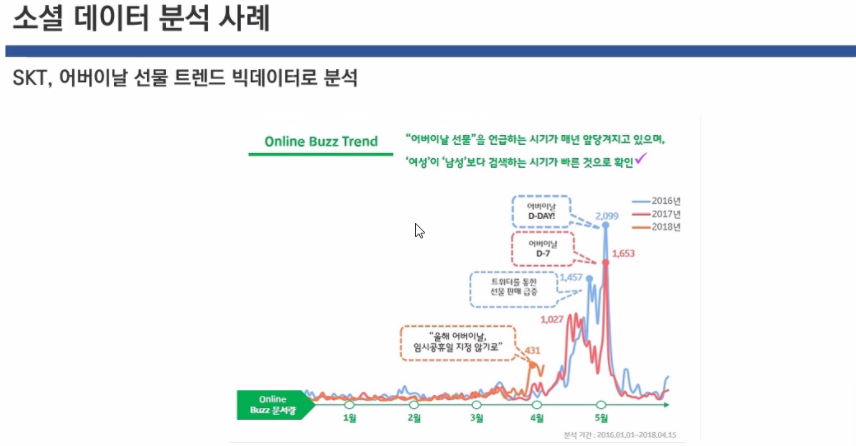 소셜 데이터 분석 사례
SKT, 어버이날 선물 트렌드 빅데이터로 분석
Online Buzz Trend
“어버이날 선물”을 언급하는 시기가 매년 앞당겨지고 있으며,
‘여성’이 ‘남성’보다 검색하는 시기가 빠른 것으로 확인
어버이날
D-DAY!
2,099
2016년
2017년
2018년
어버이날
D-7
1,653
트위터를 통한
선물 판매 급증
1,457
1,027
“올해 어버이날,
임시공휴일 지정 않기로”
431
Online
Buzz 문서량
1월
2월
3월
4월
5월
분석 기간 : 2016.01.01~2018.04.15